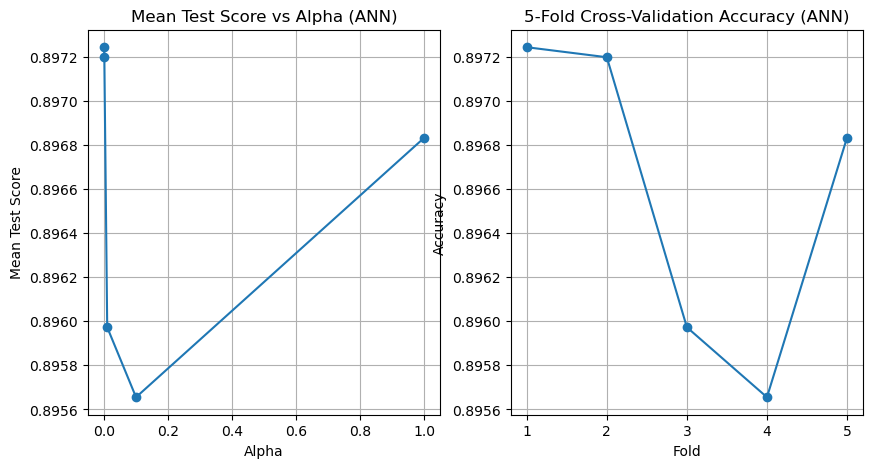 Mean Test Score vs Alpha (ANN)
Mean Test Score
0.8972
0.8970
0.8968
0.8966
0.8964
0.8962
0.8960
0.8958
0.8956
0.0 0.2 0.4 0.6 0.8 1.0
Alpha
5-Fold Cross-Validation Accuracy (ANN)
Accuracy
0.8972
0.8970
0.8968
0.8966
0.8964
0.8962
0.8960
0.8958
0.8956
1 2 3 4 5
Fold